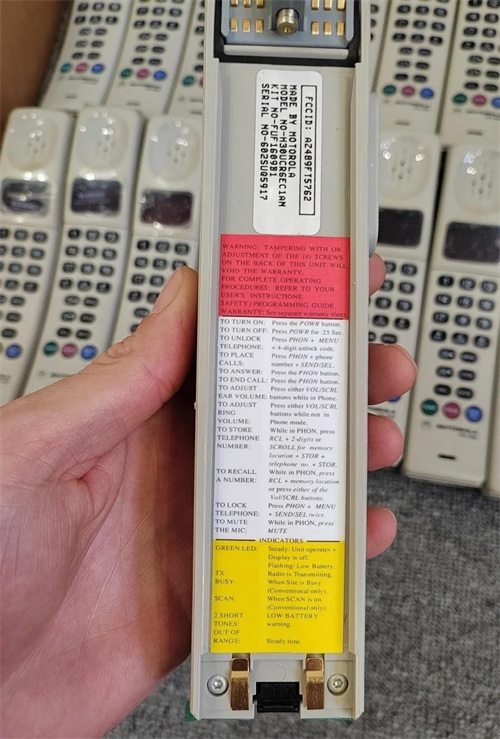 FCCID: AZ489FT5762
MADE BY MOTOROLA
MODEL NO-H30UUR6EC1AN
KIT NO-FUF1609B1
SERIAL NO-602SUQ5917
WARNING: TAMPERING WITH OR
ADJUSTMENT OF THE (4) SCREWS
ON THE BACK OF THIS UNIT WILL
VOID THE WARRANTY.
FOR COMPLETE OPERATING
PROCEDURES: REFER TO YOUR
USER'S INSTRUCTIONS.
SAFETY/PROGRAMMING GUIDE.
WARRANTY: See separate warranty sheet.
TO TURN ON: Press the POWR button.
TO TURN OFF: Press POWR for .25 Sec.
TO UNLOCK Press PHON + MENU
TELEPHONE: + 4-digit unlock code.
TO PLACE Press PHON + phone
CALLS: number + SEND/SEL.
TO ANSWER: Press the PHON button.
TO END CALL: Press the PHON button.
TO ADJUST Press either VOL/SCRL
EAR VOLUME: buttons while in Phone.
TO ADJUST Press either VOL/SCRL
RING buttons while not in
VOLUME: Phone mode.
TO STORE While in PHON, press
TELEPHONE RCL + 2-digits or
NUMBER: SCROLL for memory
location + STOR +
telephone no. + STOR.
TO RECALL While in PHON, press
A NUMBER: RCL + memory location
or press either of the
Vol/SCRL buttons.
TO LOCK Press PHON + MENU
TELEPHONE: + SEND/SEL twice.
TO MUTE While in PHON, press
THE MIC: MUTE.
INDICATORS
GREEN LED: Steady: Unit operates +
Display is off.
Flashing: Low Battery.
TX: Radio is Transmitting.
BUSY: When Site is Busy
(Conventional only).
SCAN: When SCAN is on
(Conventional only).
2 SHORT LOW BATTERY
TONES: warning.
OUT OF
RANGE: Steady tone.